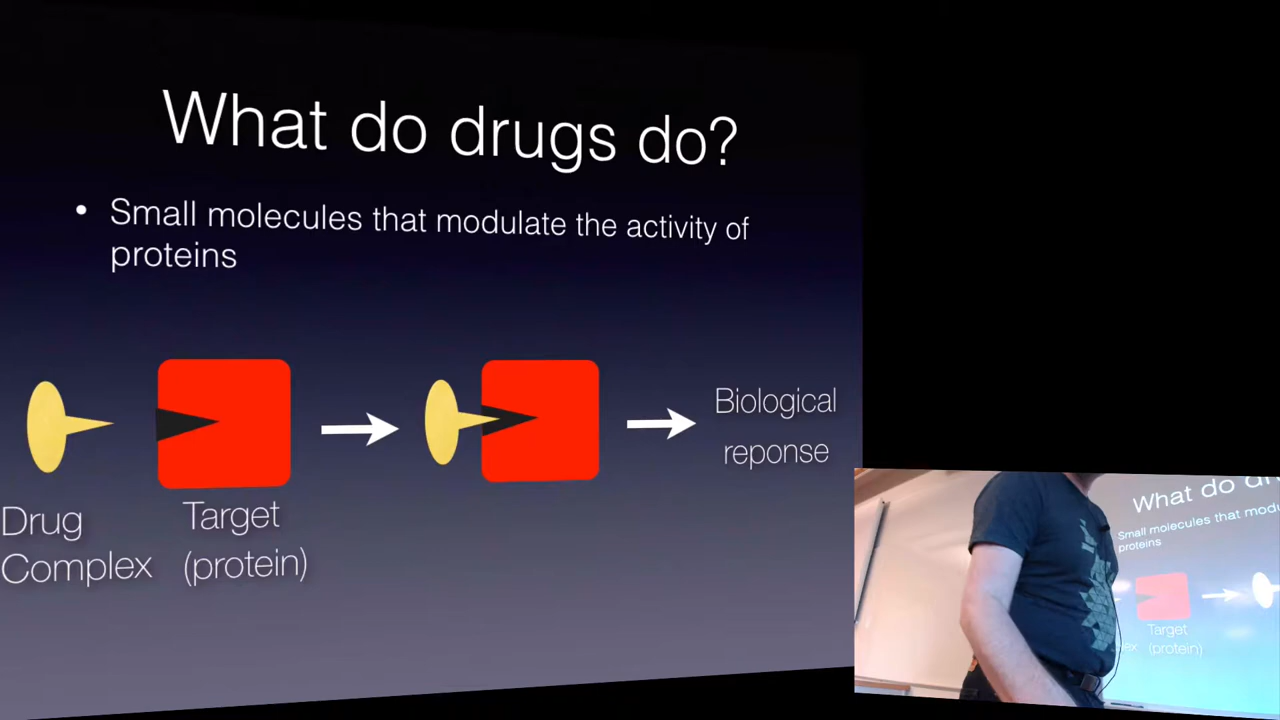 What do drugs do?
• Small molecules that modulate the activity of
proteins
Biological
reponse
Drug
Complex
Target
(protein)
What do dr
Small molecules that modu
proteins
Target
ex (protein)